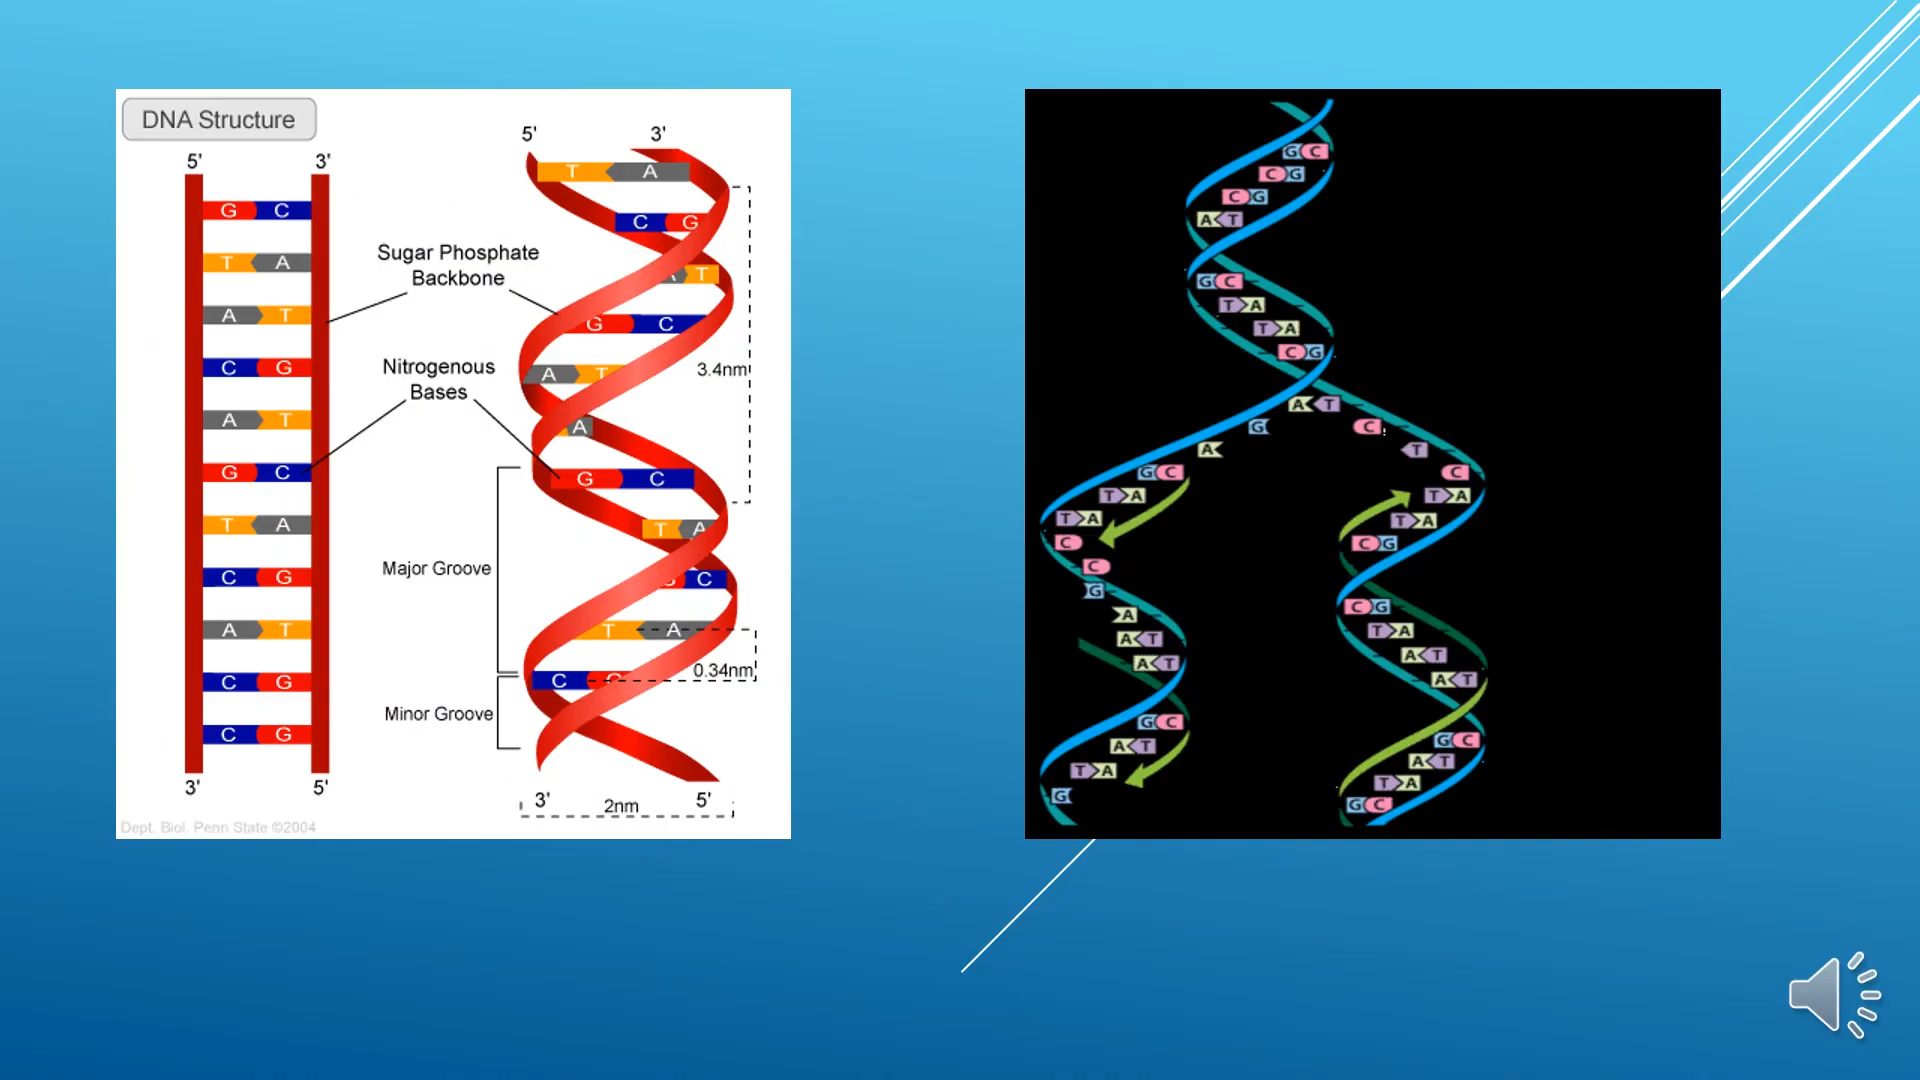 DNA Structure
5' 3'
G C
T A
A T
C G
A T
G C
T A
C G
A T
C G
C G
3' 5'
Sugar Phosphate
Backbone
Nitrogenous
Bases
Major Groove
Minor Groove
5' 3'
T A
C G
A T
G C
A T
A
G C
T A
G C
T A
C G
3' 5'
3.4nm
0.34nm
2nm
Dept. Biol. Penn State ©2004
G C
C G
C G
A T
G C
T A
T A
C G
A T
G C
A T
G C C
T A T A
T A T A
C C G
C
G C G
A T A
A T A T
A T A T
G C G C
A T A T
T A T A
G G C